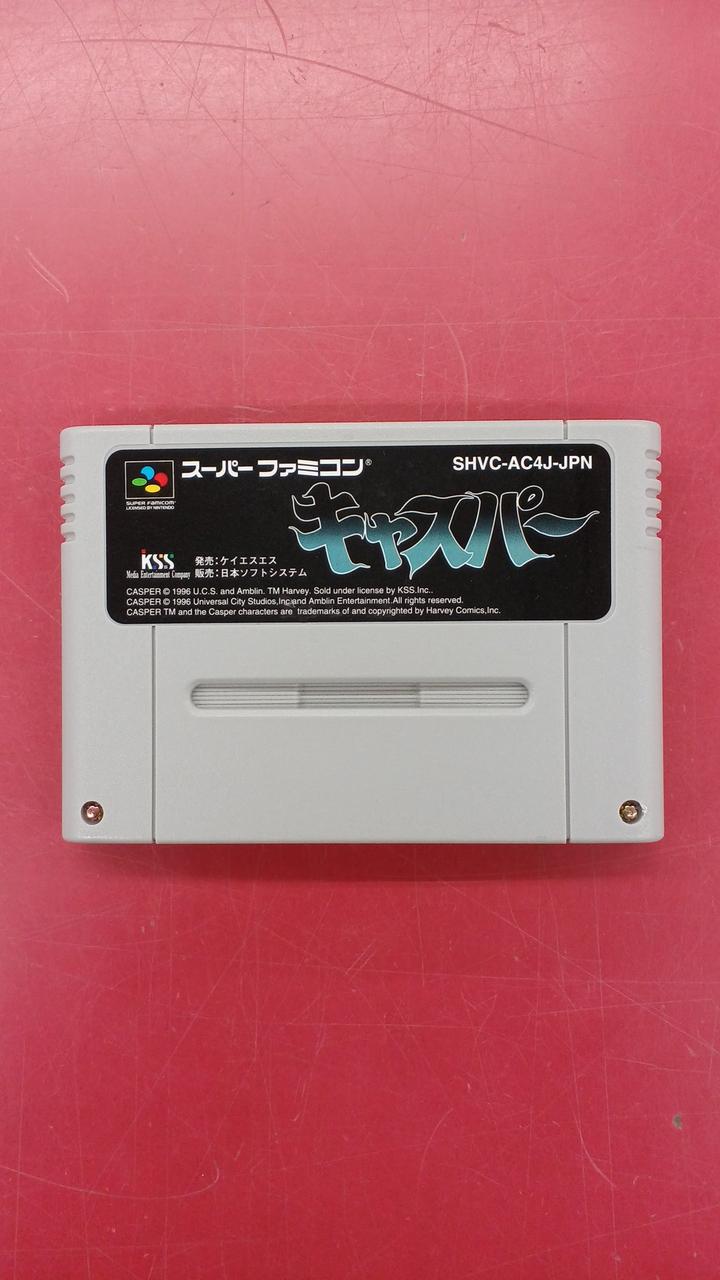 スーパー ファミコン®
SHVC-AC4J-JPN
SUPER FAMICOM
LICENSED BY NINTENDO
キャスパー
KSS
Media Entertainment Company
発売：ケイエスエス
販売：日本ソフトシステム
CASPER © 1996 U.C.S. and Amblin. TM Harvey. Sold under license by KSS.Inc..
CASPER © 1996 Universal City Studios,Inc.and Amblin Entertainment.All rights reserved.
CASPER TM and the Casper characters are trademarks of and copyrighted by Harvey Comics,Inc.